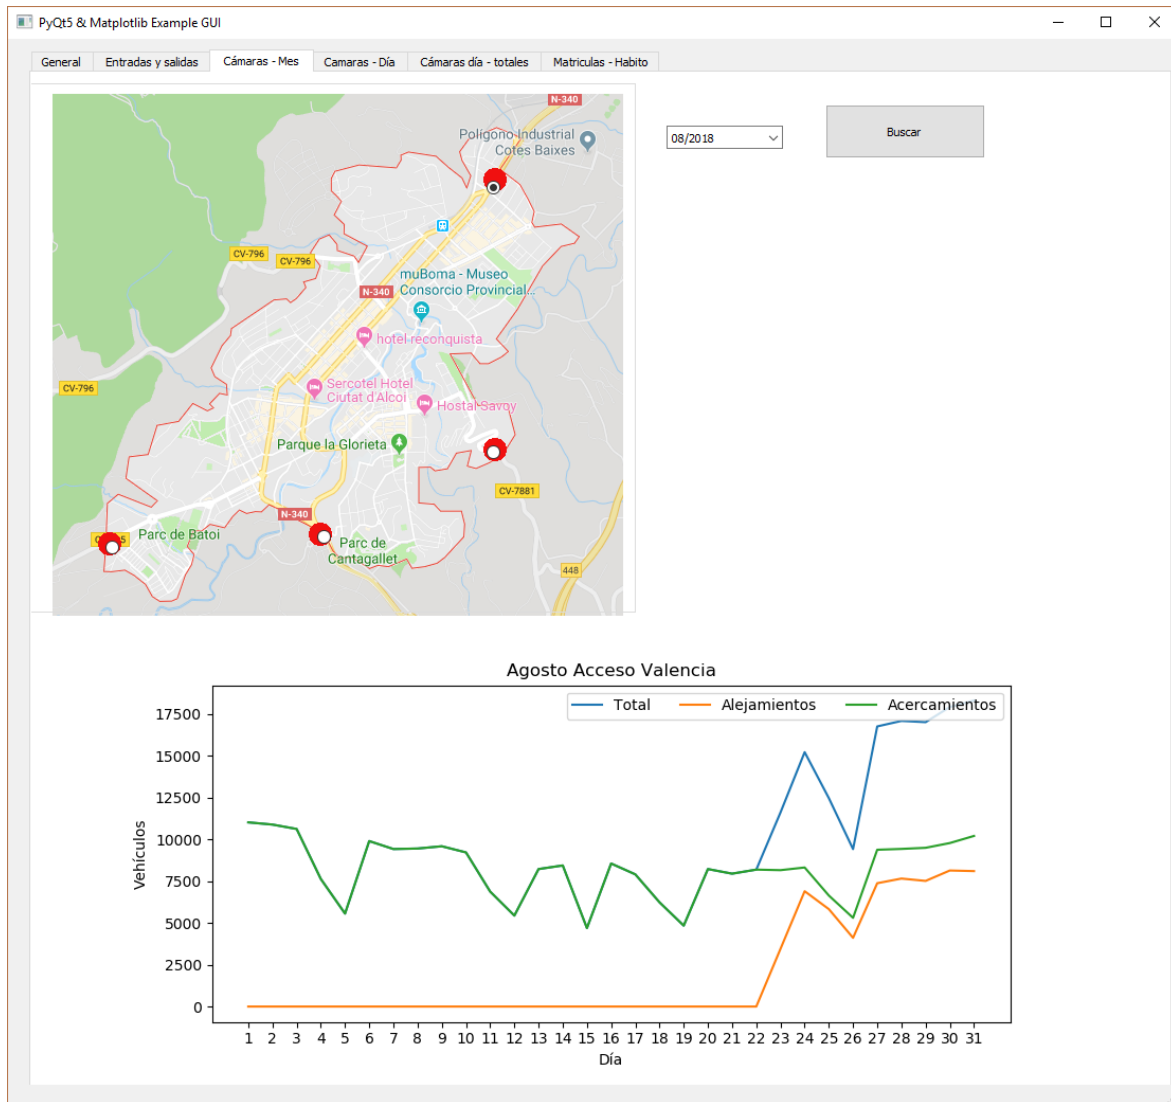 PyQt5 & Matplotlib Example GUI
General
Entradas y salidas
Cámaras - Mes
Camaras - Día
Cámaras día - totales
Matriculas - Habito
N-340
Polígono Industrial
Cotes Baixes
08/2018
Buscar
CV-796
CV-796
muBoma - Museo
Consorcio Provincial...
N-340
hotel reconquista
CV-796
Sercotel Hotel
Ciutat d'Alcoi
Hostal Savoy
Parque la Glorieta
CV-7881
N-340
Parc de Batoi
Parc de
Cantagallet
448
Agosto Acceso Valencia
Total
Alejamientos
Acercamientos
17500
15000
12500
10000
7500
5000
2500
0
Vehículos
1 2 3 4 5 6 7 8 9 10 11 12 13 14 15 16 17 18 19 20 21 22 23 24 25 26 27 28 29 30 31
Día